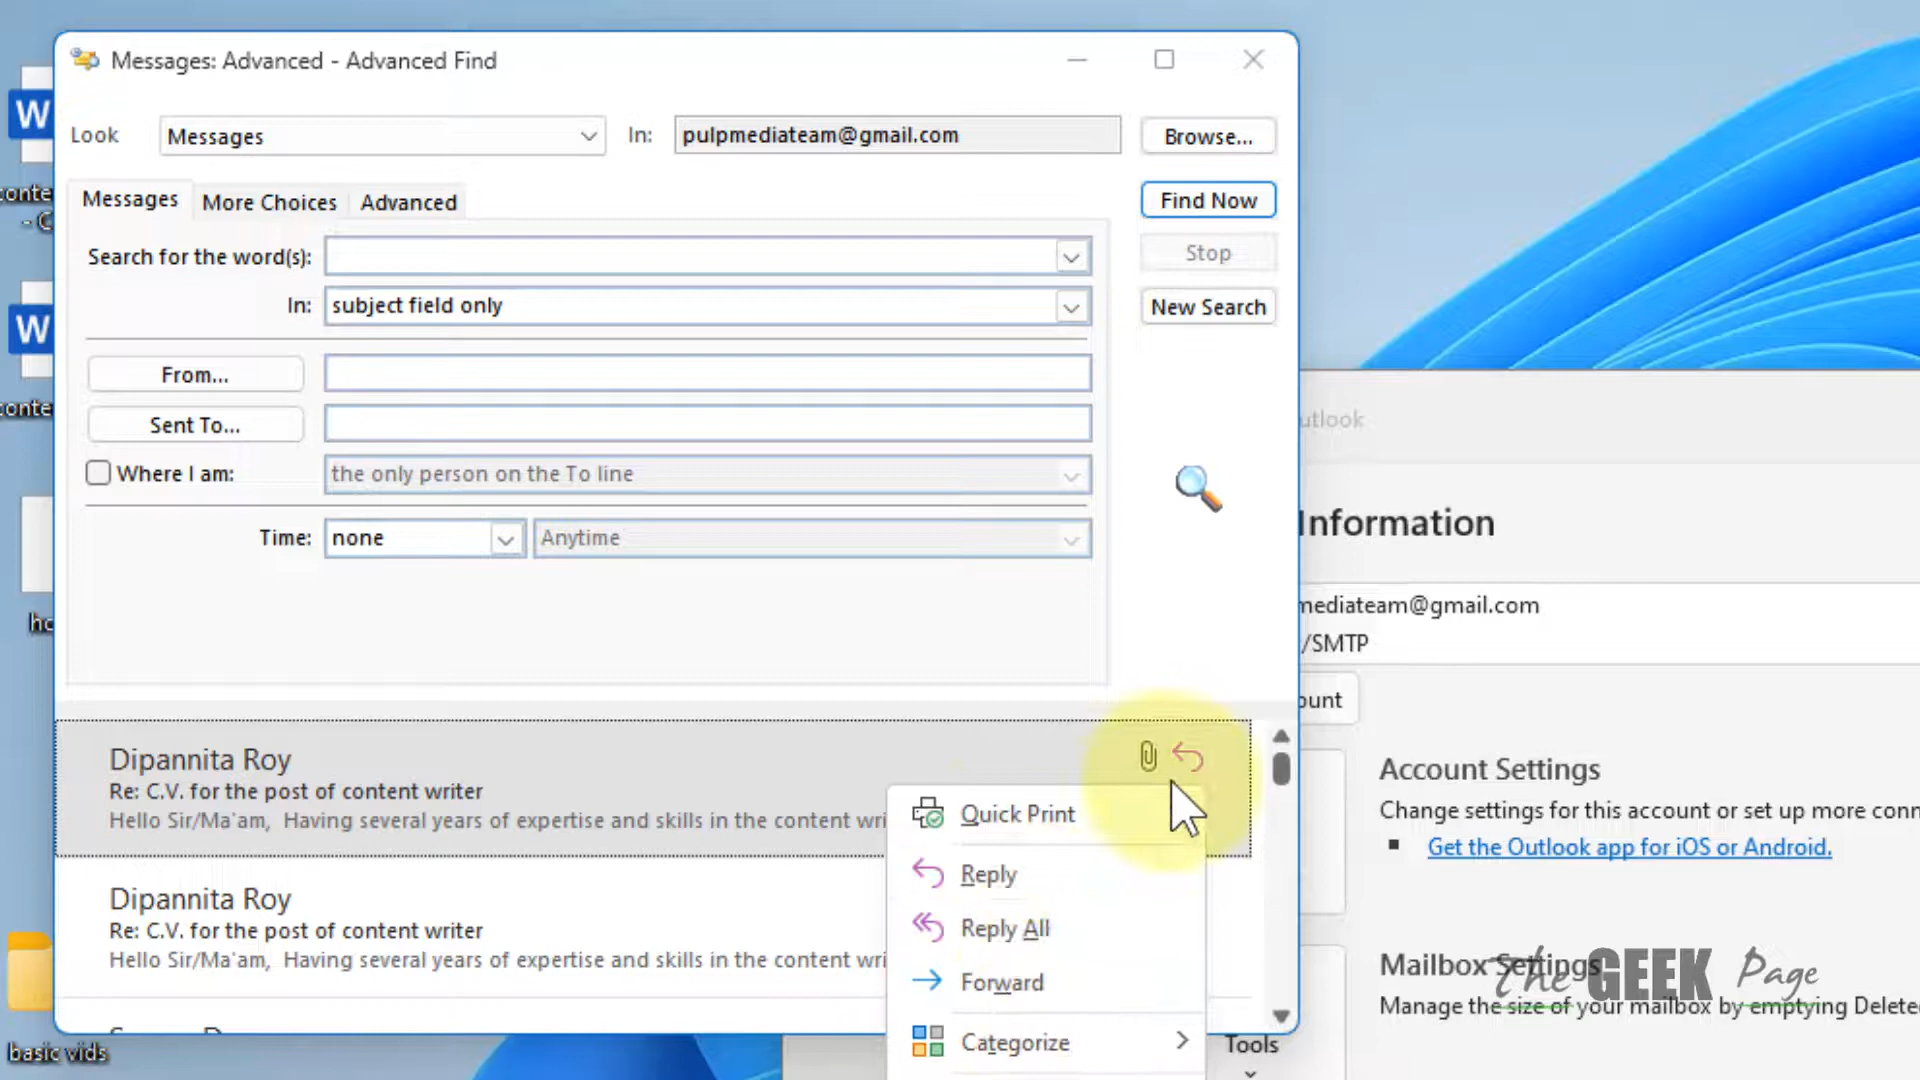 Messages: Advanced - Advanced Find
Look
Messages
In:
pulpmediateam@gmail.com
Browse...
Messages
More Choices
Advanced
Find Now
Search for the word(s):
Stop
In:
subject field only
New Search
From...
Sent To...
Where I am:
the only person on the To line
Time:
none
Anytime
Dipannita Roy
Re: C.V. for the post of content writer
Hello Sir/Ma'am, Having several years of expertise and skills in the content wri
Dipannita Roy
Re: C.V. for the post of content writer
Hello Sir/Ma'am, Having several years of expertise and skills in the content wri
Quick Print
Reply
Reply All
Forward
Categorize
W
conte
- C
W
conte
hc
basic vids
utlook
Information
mediateam@gmail.com
/SMTP
ount
Account Settings
Change settings for this account or set up more conn
Get the Outlook app for iOS or Android.
Mailbox Settings
Manage the size of your mailbox by emptying Delete
Tools
The GEEK Page